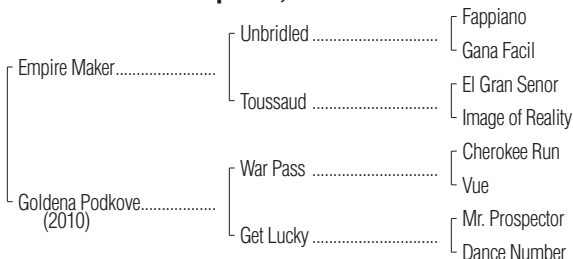 Fappiano
Unbridled
Gana Facil
Empire Maker
El Gran Senor
Toussaud
Image of Reality
Cherokee Run
War Pass
Vue
Goldena Podkove
(2010)
Mr. Prospector
Get Lucky
Dance Number